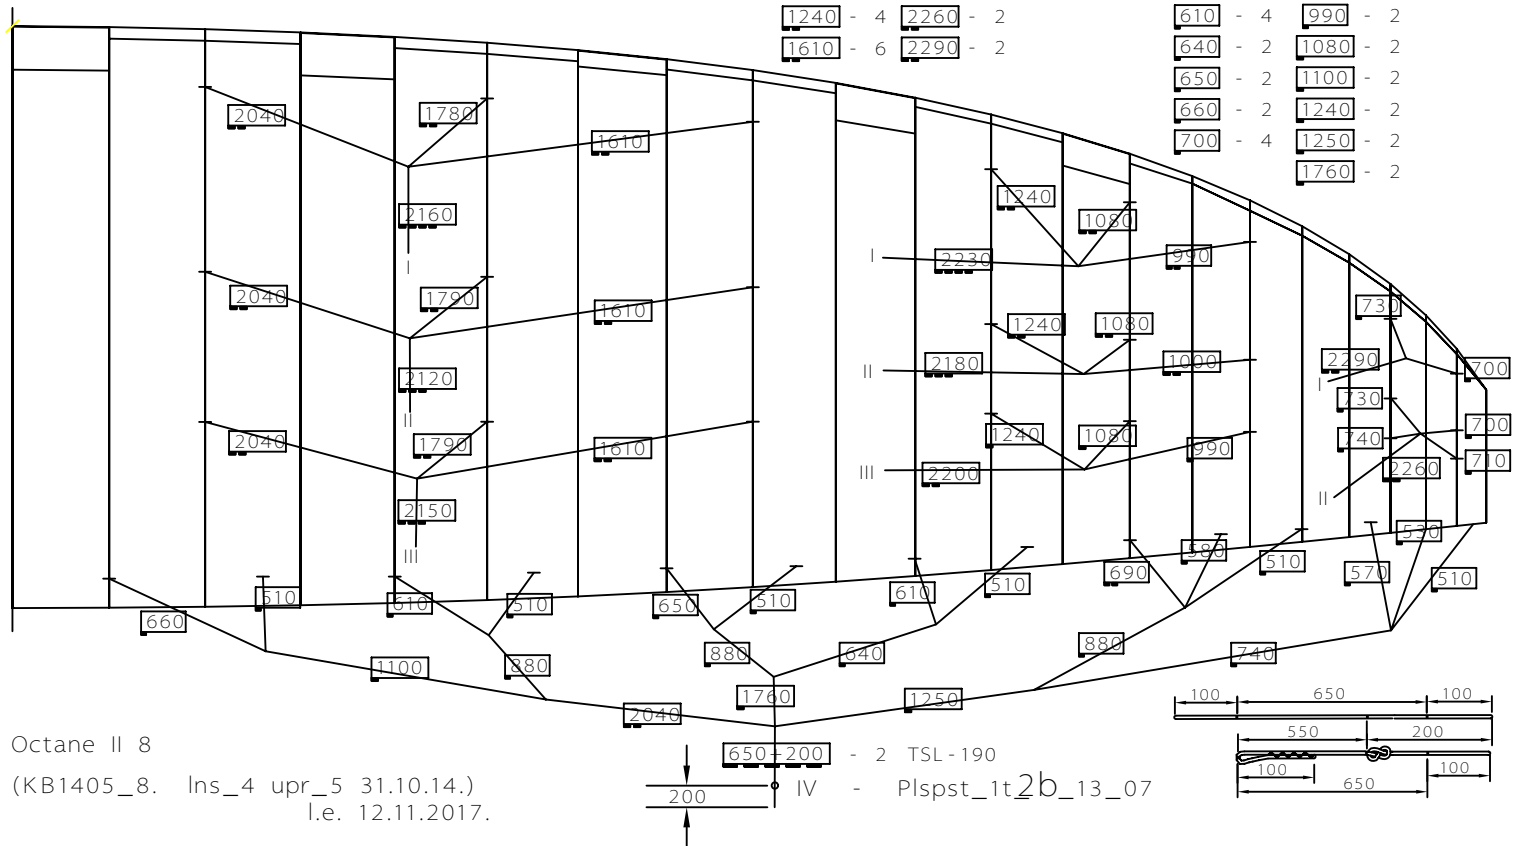 1240 - 4 2260 - 2
1610 - 6 2290 - 2
610 - 4 990 - 2
640 - 2 1080 - 2
650 - 2 1100 - 2
660 - 2 1240 - 2
700 - 4 1250 - 2
1760 - 2
2040 1780 1610
2160
I
2040 1790 1610
2120
II
2040 1790 1610
2150
III
1240 1080
I 2230 990
1240 1080
II 2180 1000
1240 1080 990
III 2200
730
2290 700
I
730
740 700
2260 710
II
530
660 510 610 510 650 510 610 510 690 580 510 570 510
1100 880 880 640 880 740
2040 1760 1250
650+200 - 2 TSL-190
200
IV - Plspst_1t_2b_13_07
100 650 100
550 200
100 100
650
Octane II 8
(KB1405_8. lns_4 upr_5 31.10.14.)
l.e. 12.11.2017.